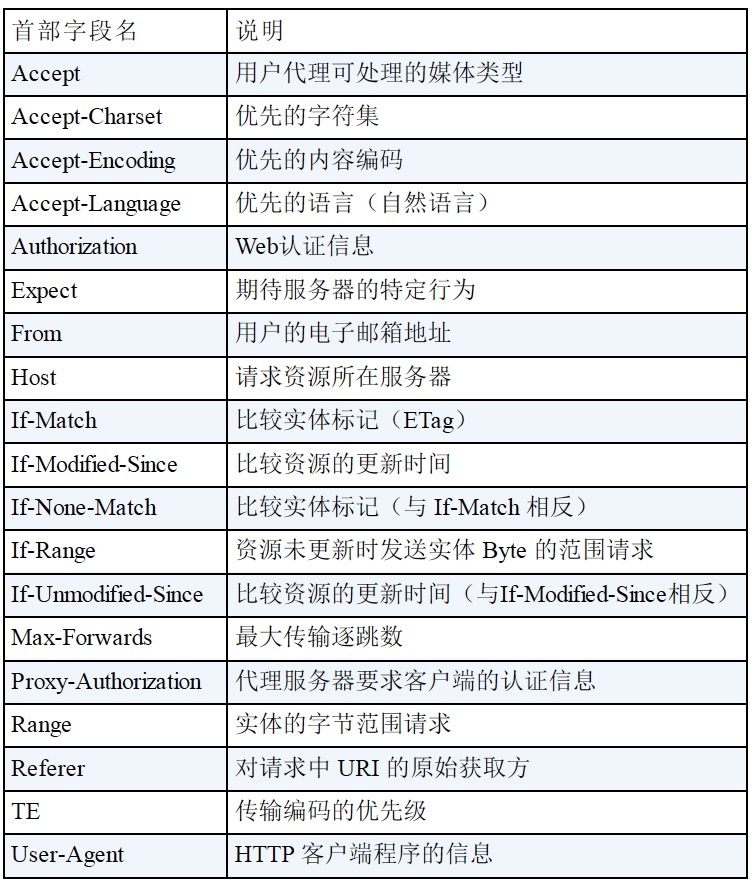 首部字段名 说明
Accept 用户代理可处理的媒体类型
Accept-Charset 优先的字符集
Accept-Encoding 优先的内容编码
Accept-Language 优先的语言（自然语言）
Authorization Web认证信息
Expect 期待服务器的特定行为
From 用户的电子邮箱地址
Host 请求资源所在服务器
If-Match 比较实体标记（ETag）
If-Modified-Since 比较资源的更新时间
If-None-Match 比较实体标记（与 If-Match 相反）
If-Range 资源未更新时发送实体 Byte 的范围请求
If-Unmodified-Since 比较资源的更新时间（与If-Modified-Since相反）
Max-Forwards 最大传输逐跳数
Proxy-Authorization 代理服务器要求客户端的认证信息
Range 实体的字节范围请求
Referer 对请求中 URI 的原始获取方
TE 传输编码的优先级
User-Agent HTTP 客户端程序的信息